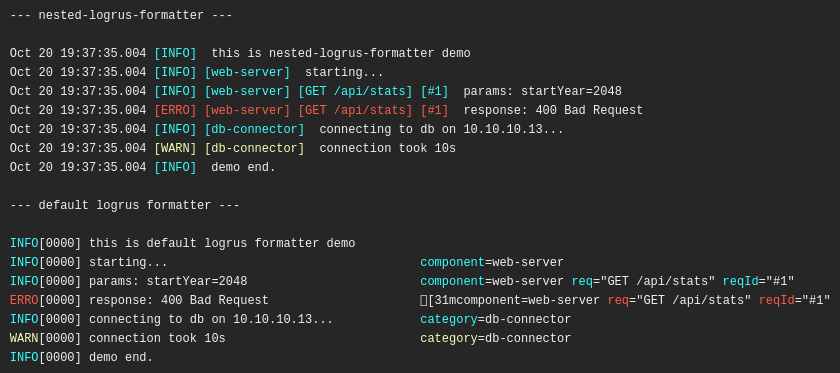 --- nested-logrus-formatter ---
Oct 20 19:37:35.004 [INFO]  this is nested-logrus-formatter demo
Oct 20 19:37:35.004 [INFO] [web-server]  starting...
Oct 20 19:37:35.004 [INFO] [web-server] [GET /api/stats] [#1]  params: startYear=2048
Oct 20 19:37:35.004 [ERRO] [web-server] [GET /api/stats] [#1]  response: 400 Bad Request
Oct 20 19:37:35.004 [INFO] [db-connector]  connecting to db on 10.10.10.13...
Oct 20 19:37:35.004 [WARN] [db-connector]  connection took 10s
Oct 20 19:37:35.004 [INFO]  demo end.
--- default logrus formatter ---
INFO[0000] this is default logrus formatter demo
INFO[0000] starting...                                   component=web-server
INFO[0000] params: startYear=2048                        component=web-server req="GET /api/stats" reqId="#1"
ERRO[0000] response: 400 Bad Request                     [31mcomponent=web-server req="GET /api/stats" reqId="#1"
INFO[0000] connecting to db on 10.10.10.13...            category=db-connector
WARN[0000] connection took 10s                           category=db-connector
INFO[0000] demo end.